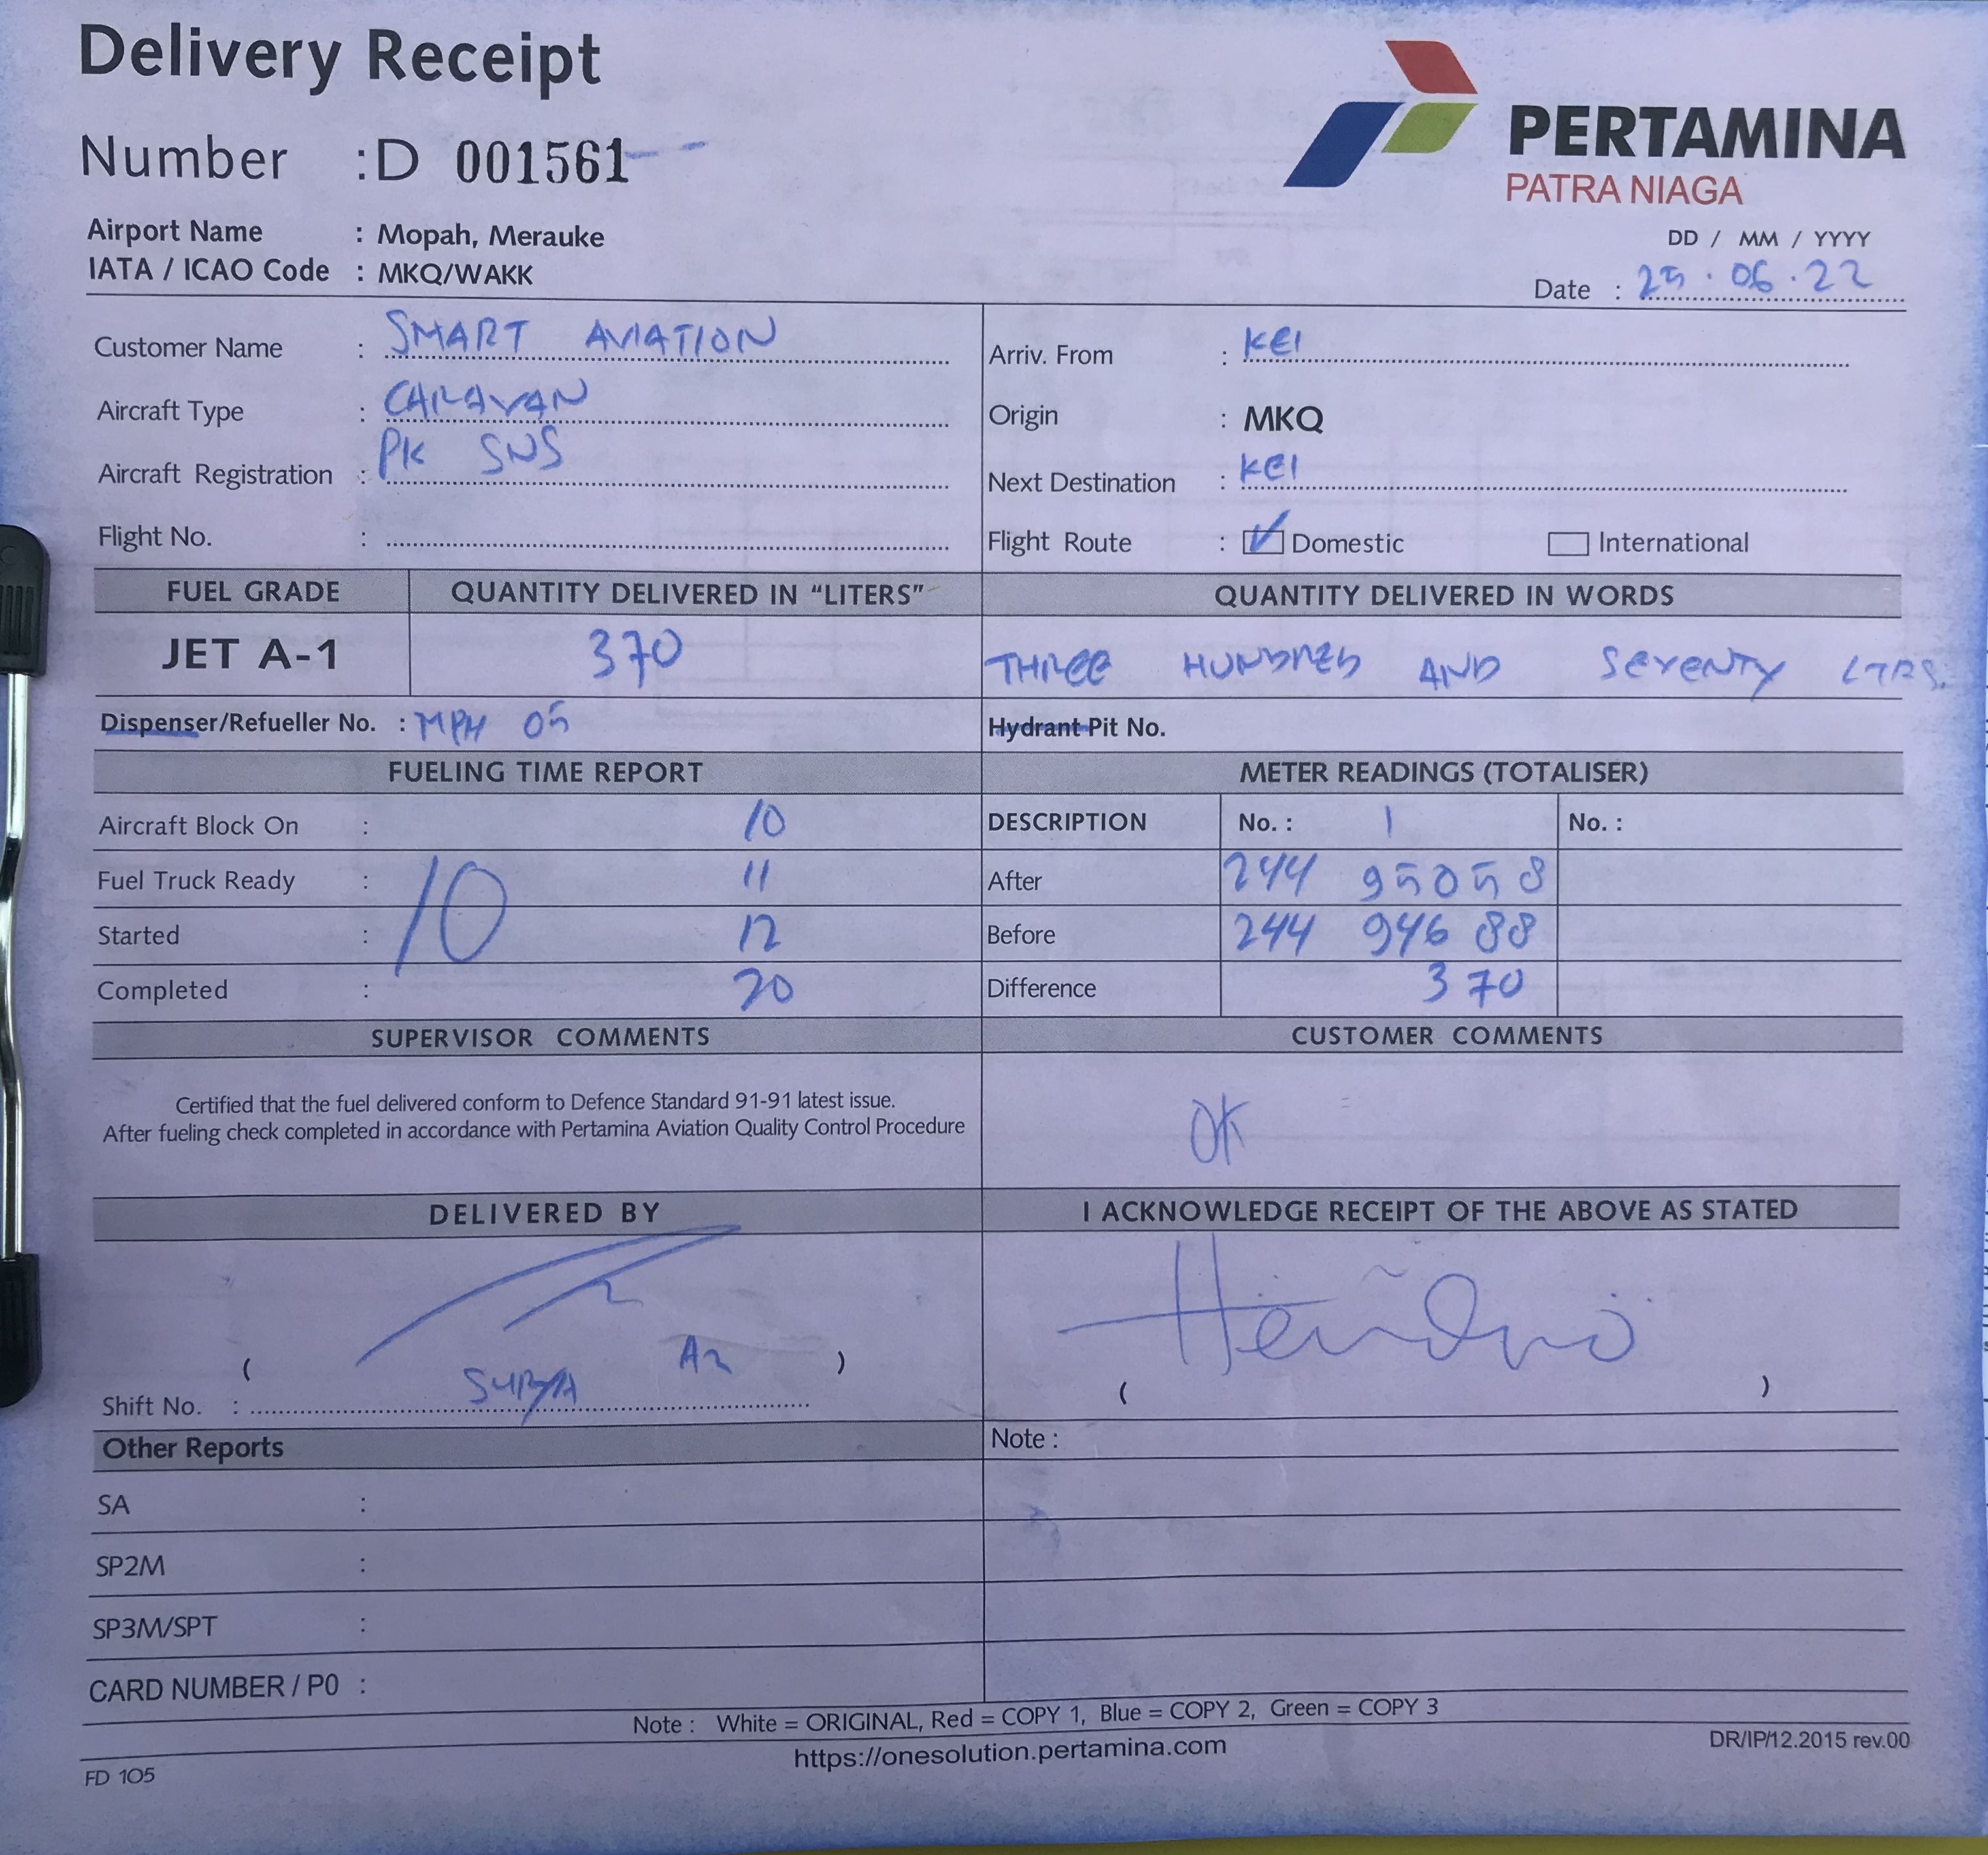 Delivery Receipt
Number : D 001561
PERTAMINA
PATRA NIAGA
Airport Name : Mopah, Merauke
IATA / ICAO Code : MKQ/WAKK
DD / MM / YYYY
Date : 25.06.22
Customer Name : SMART AVIATION
Arriv. From : KEI
Aircraft Type : CARAVAN
Origin : MKQ
Aircraft Registration : PK SNS
Next Destination : KEI
Flight No. :
Flight Route : Domestic International
FUEL GRADE QUANTITY DELIVERED IN "LITERS" QUANTITY DELIVERED IN WORDS
JET A-1 370 THREE HUNDRED AND SEVENTY LTRS.
Dispenser/Refueller No. : MPH 05 Hydrant Pit No.
FUELING TIME REPORT METER READINGS (TOTALISER)
Aircraft Block On : 10 DESCRIPTION No. : 1 No. :
Fuel Truck Ready : 11 After 244 95058
10
Started : 12 Before 244 946 88
Completed : 20 Difference 370
SUPERVISOR COMMENTS CUSTOMER COMMENTS
Certified that the fuel delivered conform to Defence Standard 91-91 latest issue.
After fueling check completed in accordance with Pertamina Aviation Quality Control Procedure
OK
DELIVERED BY I ACKNOWLEDGE RECEIPT OF THE ABOVE AS STATED
Hendro
( )
( )
Shift No. : SURYA A2
Other Reports Note :
SA :
SP2M :
SP3M/SPT :
CARD NUMBER / P0 :
Note : White = ORIGINAL, Red = COPY 1, Blue = COPY 2, Green = COPY 3
https://onesolution.pertamina.com
DR/IP/12.2015 rev.00
FD 105